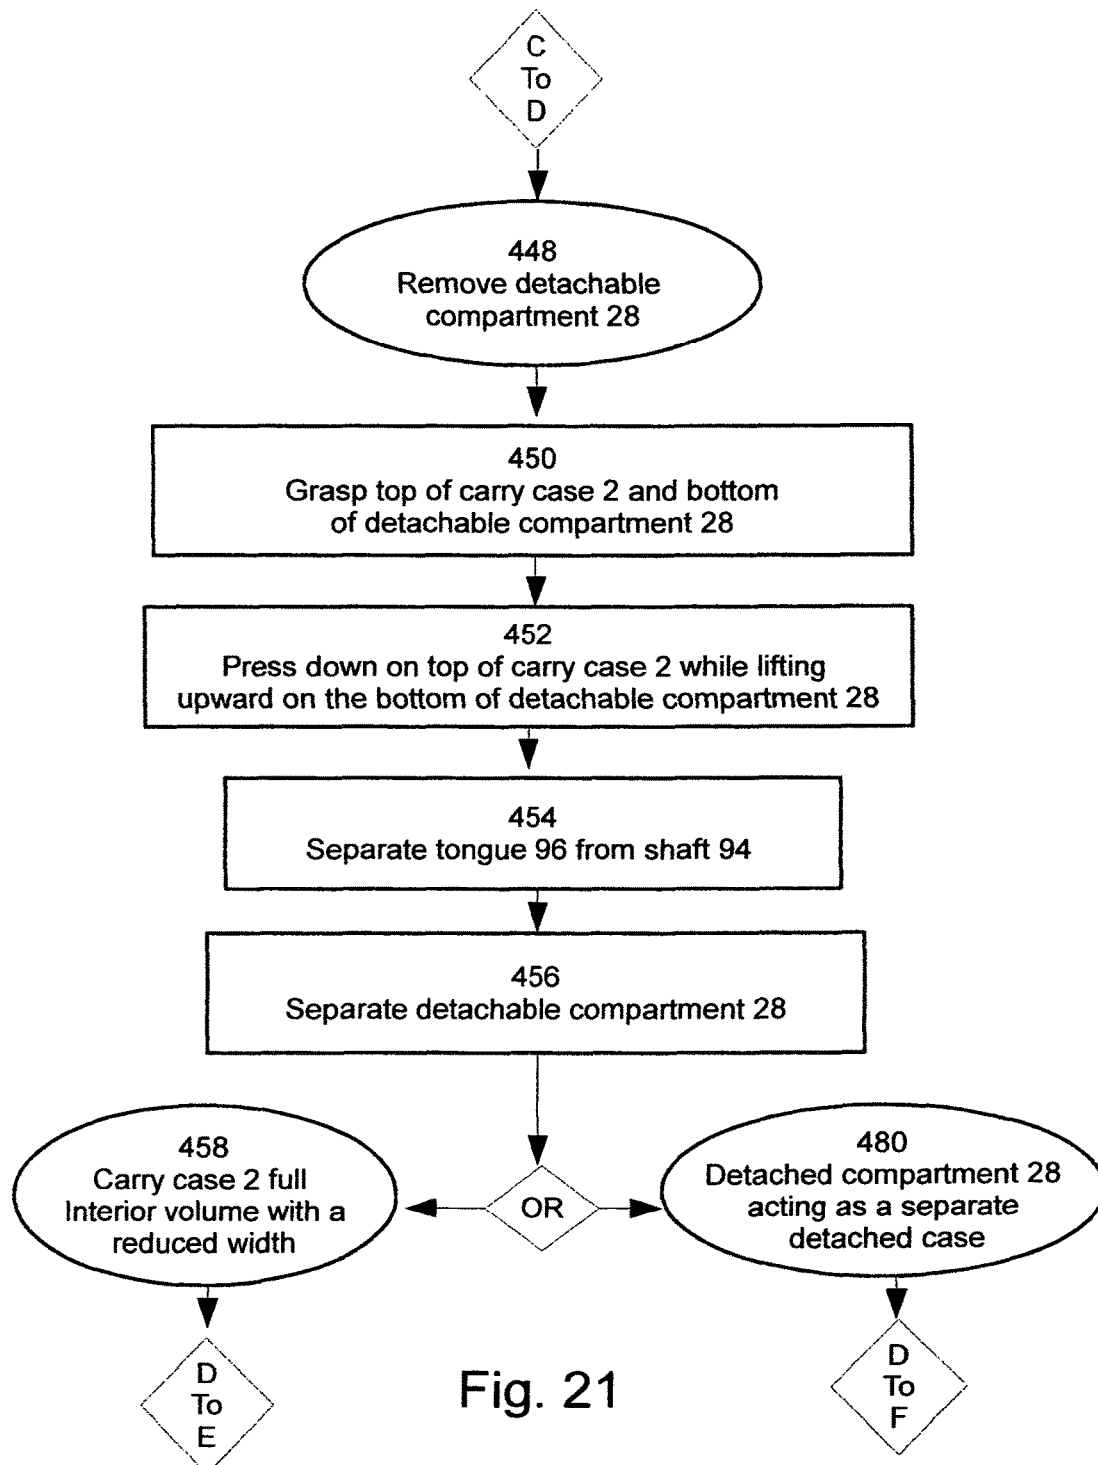 C
To
D
448
Remove detachable
compartment 28
450
Grasp top of carry case 2 and bottom
of detachable compartment 28
452
Press down on top of carry case 2 while lifting
upward on the bottom of detachable compartment 28
454
Separate tongue 96 from shaft 94
456
Separate detachable compartment 28
458
Carry case 2 full
Interior volume with a
reduced width
OR
480
Detached compartment 28
acting as a separate
detached case
D
To
E
Fig. 21
D
To
F